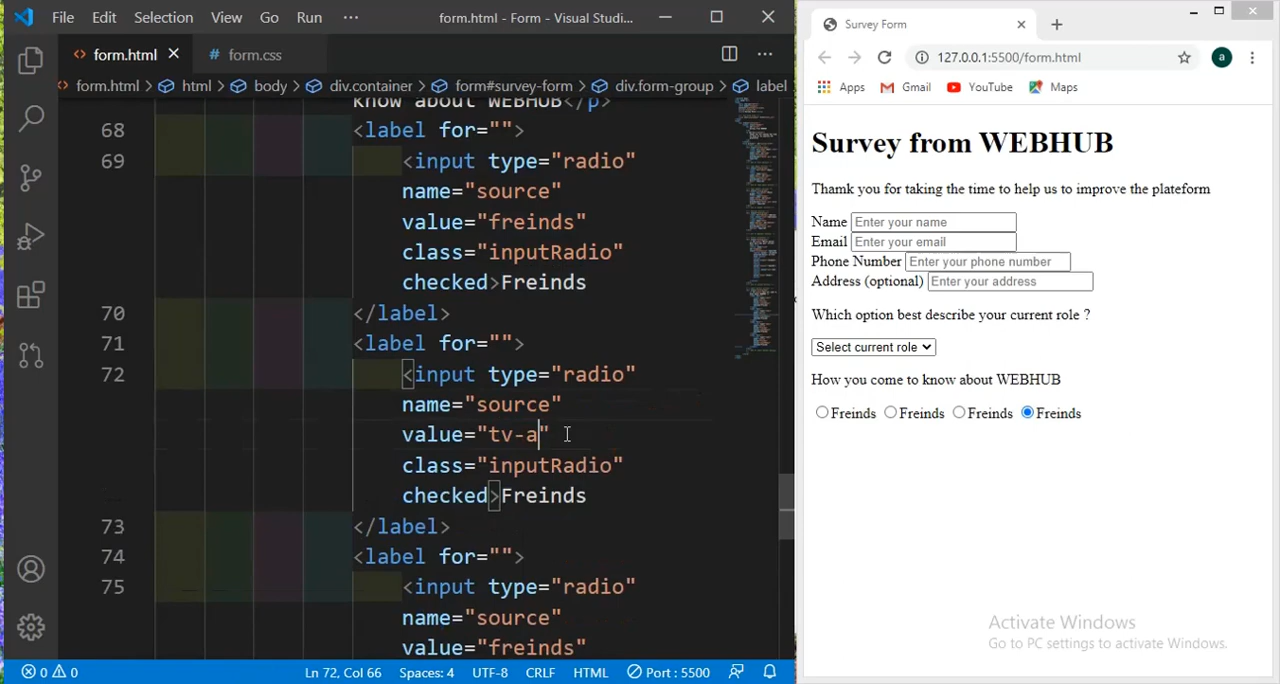 File Edit Selection View Go Run ··· form.html - Form - Visual Studi...
form.html form.css
form.html > html > body > div.container > form#survey-form > div.form-group > label
know about WEBHUB</p>
68 <label for="">
69 <input type="radio"
name="source"
value="freinds"
class="inputRadio"
checked>Freinds
70 </label>
71 <label for="">
72 <input type="radio"
name="source"
value="tv-a"
class="inputRadio"
checked>Freinds
73 </label>
74 <label for="">
75 <input type="radio"
name="source"
value="freinds"
0 0 Ln 72, Col 66 Spaces: 4 UTF-8 CRLF HTML Port : 5500
Survey Form
127.0.0.1:5500/form.html a
Apps Gmail YouTube Maps
Survey from WEBHUB
Thamk you for taking the time to help us to improve the plateform
Name Enter your name
Email Enter your email
Phone Number Enter your phone number
Address (optional) Enter your address
Which option best describe your current role ?
Select current role
How you come to know about WEBHUB
Freinds Freinds Freinds Freinds
Activate Windows
Go to PC settings to activate Windows.